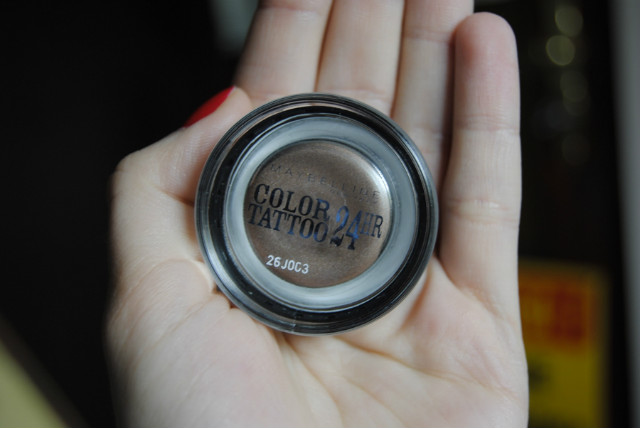 MAYBELLINE
COLOR
TATTOO 24HR
26J003